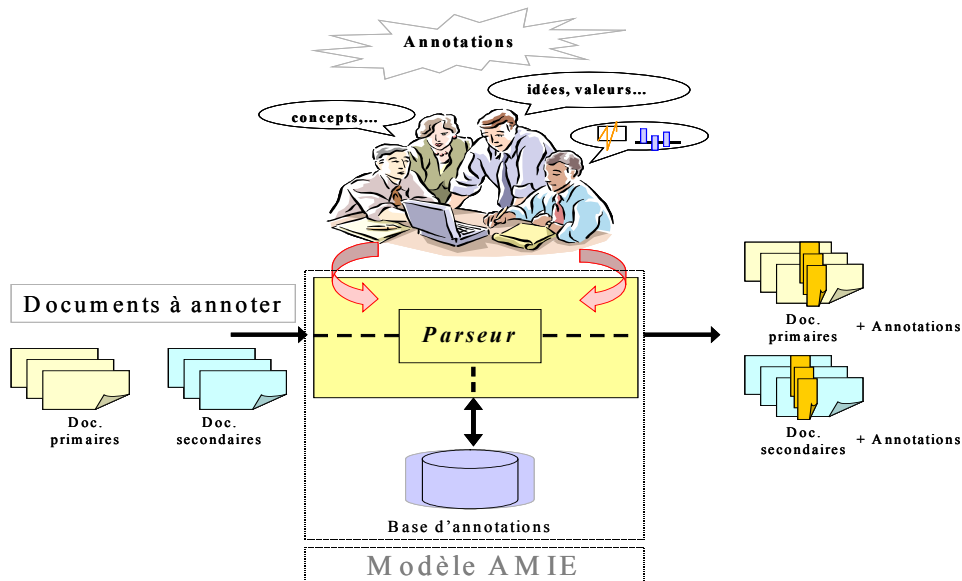 Annotations
idées, valeurs...
concepts,...
Documents à annoter
Parseur
Doc.
primaires
+ Annotations
Doc.
primaires
Doc.
secondaires
Doc.
secondaires
+ Annotations
Base d'annotations
Modèle AMIE